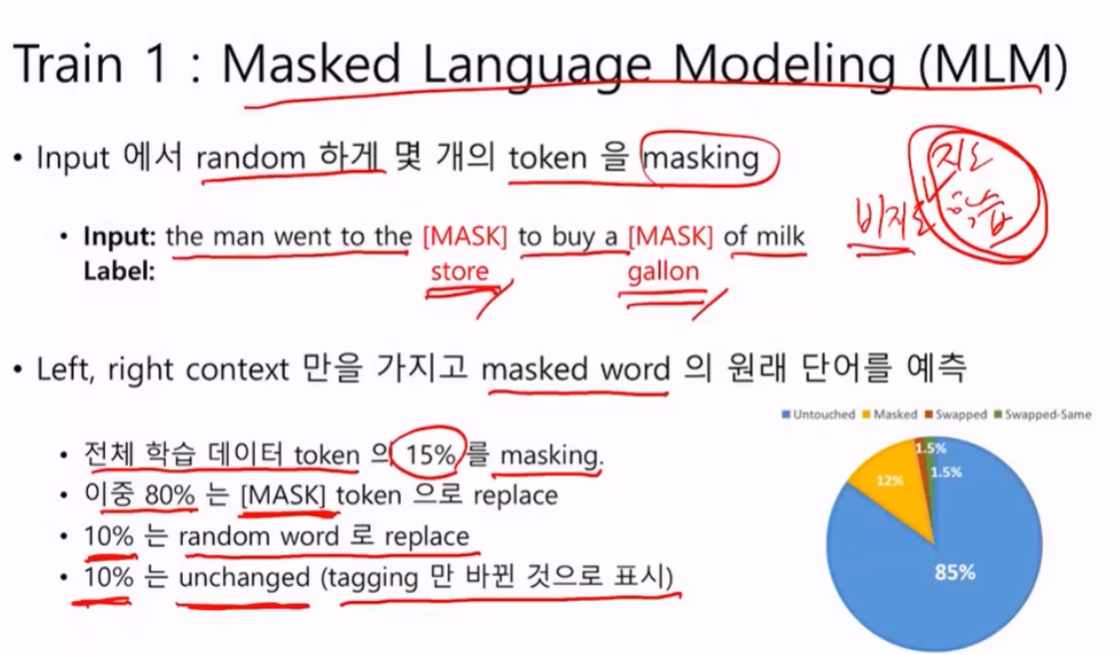 Train 1 : Masked Language Modeling (MLM)
• Input 에서 random 하게 몇 개의 token 을 masking
지도
학습
비지도
• Input: the man went to the [MASK] to buy a [MASK] of milk
Label: store gallon
• Left, right context 만을 가지고 masked word 의 원래 단어를 예측
Untouched Masked Swapped Swapped-Same
• 전체 학습 데이터 token 의 15% 를 masking.
• 이중 80% 는 [MASK] token 으로 replace
• 10% 는 random word 로 replace
• 10% 는 unchanged (tagging 만 바뀐 것으로 표시)
1.5%
1.5%
12%
85%